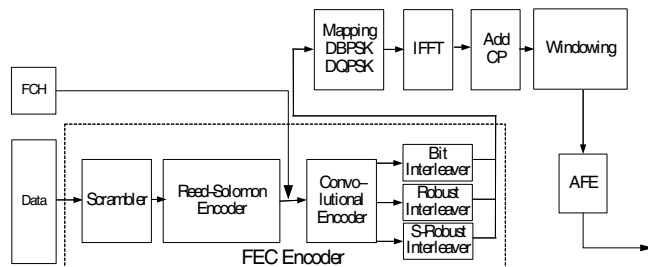 Mapping
DBPSK
DQPSK
IFFT
Add
CP
Windowing
FCH
Data
Scrambler
Reed-Solomon
Encoder
Convo–
lutional
Encoder
Bit
Interleaver
Robust
Interleaver
S-Robust
Interleaver
AFE
FEC Encoder